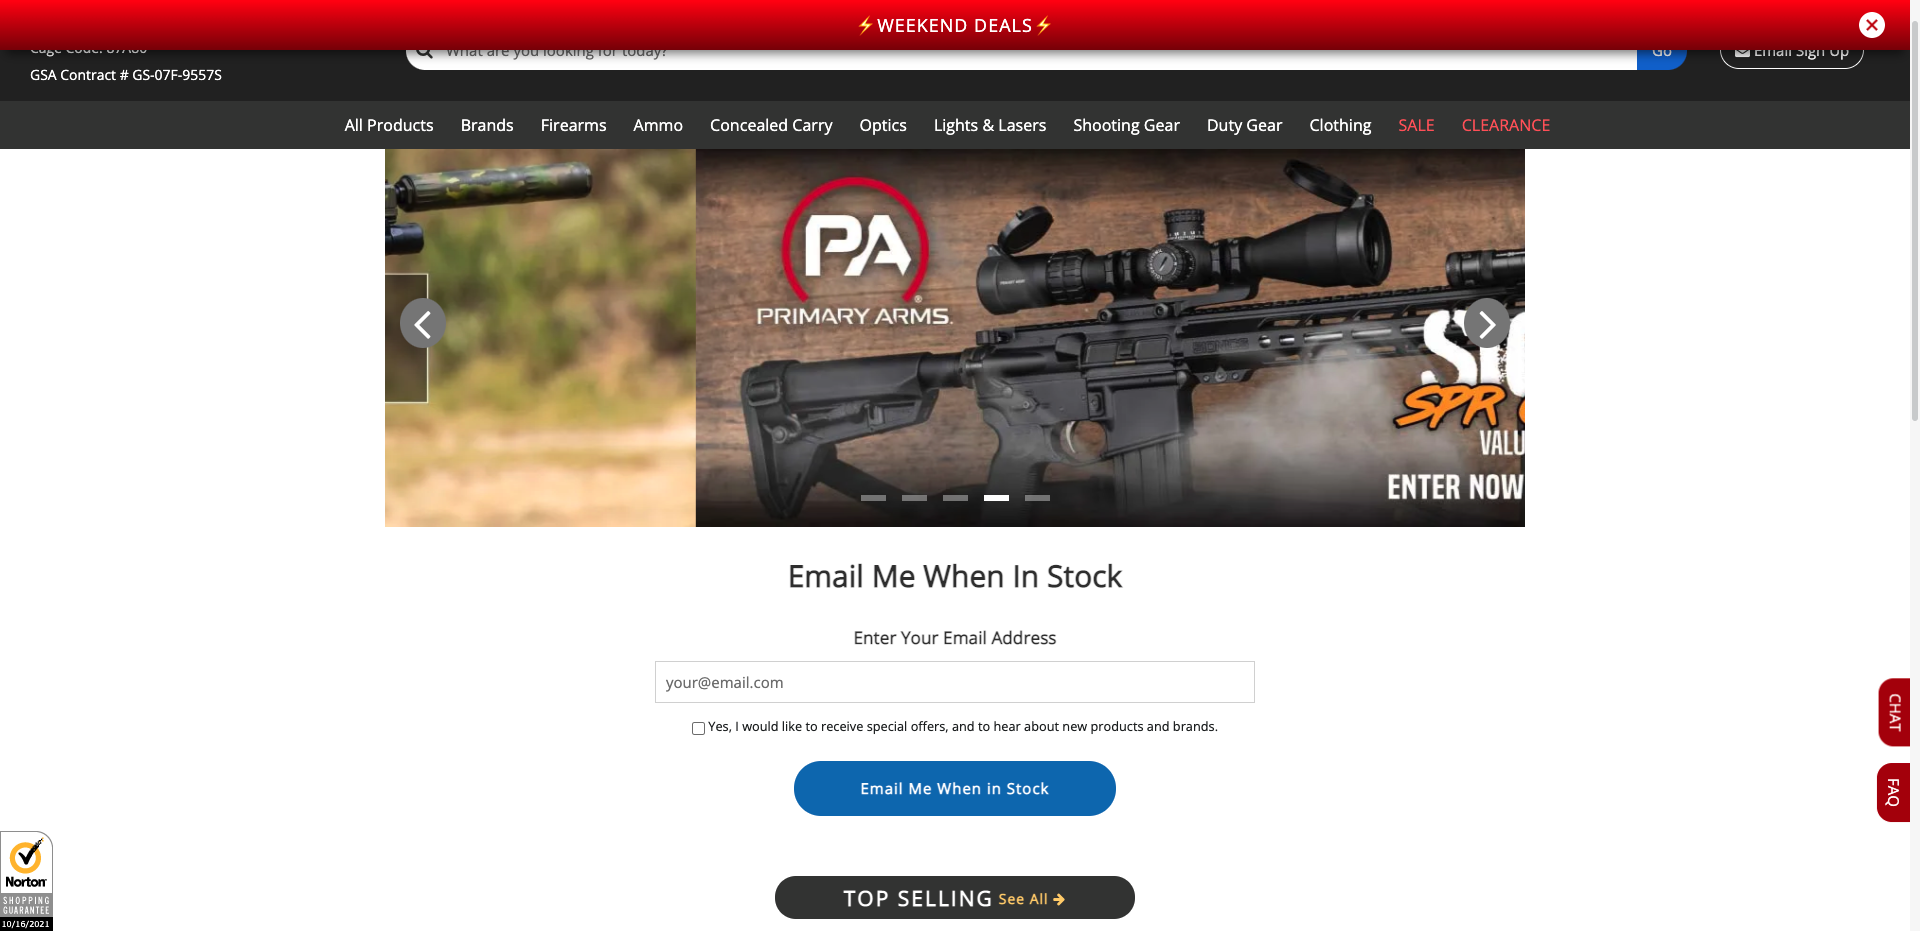 ⚡WEEKEND DEALS⚡
Cage Code: 87A80
What are you looking for today?
Go
Email Sign Up
GSA Contract # GS-07F-9557S
All Products Brands Firearms Ammo Concealed Carry Optics Lights & Lasers Shooting Gear Duty Gear Clothing SALE CLEARANCE
PA
PRIMARY ARMS®
SPR
ENTER NOW
Email Me When In Stock
Enter Your Email Address
your@email.com
Yes, I would like to receive special offers, and to hear about new products and brands.
Email Me When in Stock
CHAT
FAQ
TOP SELLING See All
Norton
SHOPPING
GUARANTEE
10/16/2021